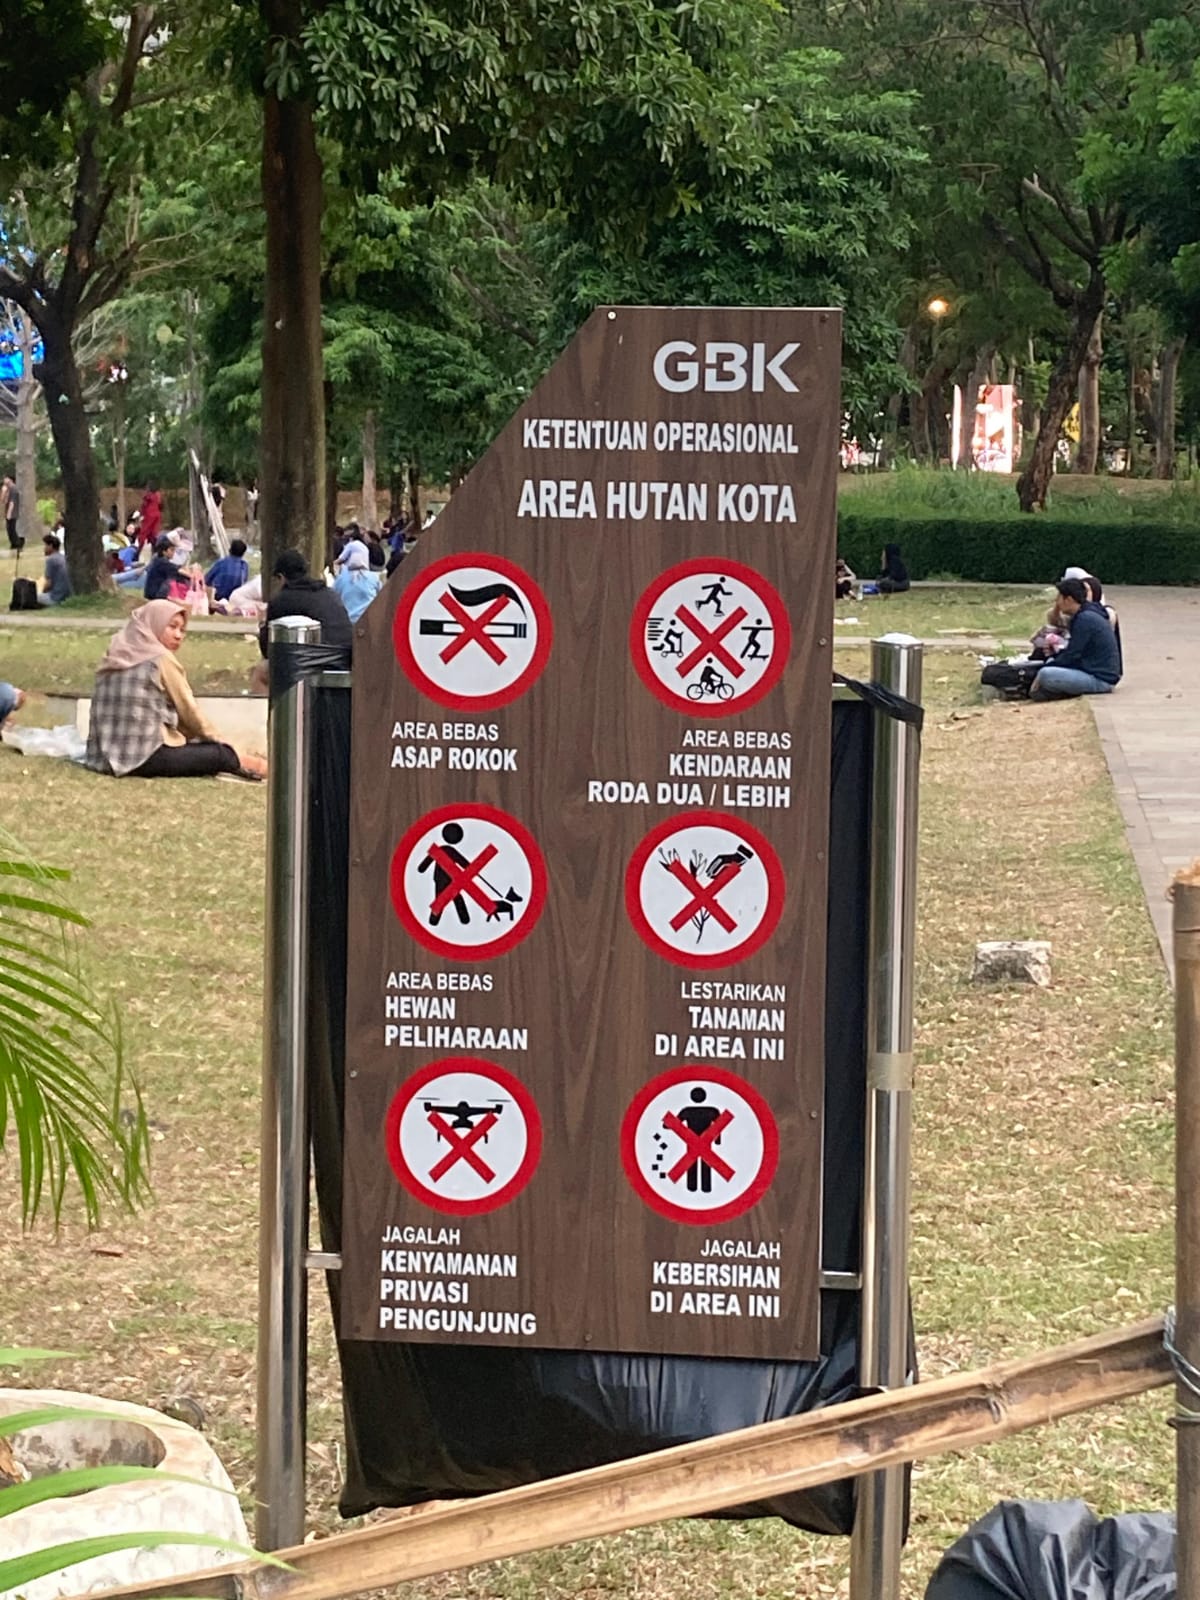 GBK
KETENTUAN OPERASIONAL
AREA HUTAN KOTA
AREA BEBAS
ASAP ROKOK
AREA BEBAS
KENDARAAN
RODA DUA / LEBIH
AREA BEBAS
HEWAN
PELIHARAAN
LESTARIKAN
TANAMAN
DI AREA INI
JAGALAH
KENYAMANAN
PRIVASI
PENGUNJUNG
JAGALAH
KEBERSIHAN
DI AREA INI